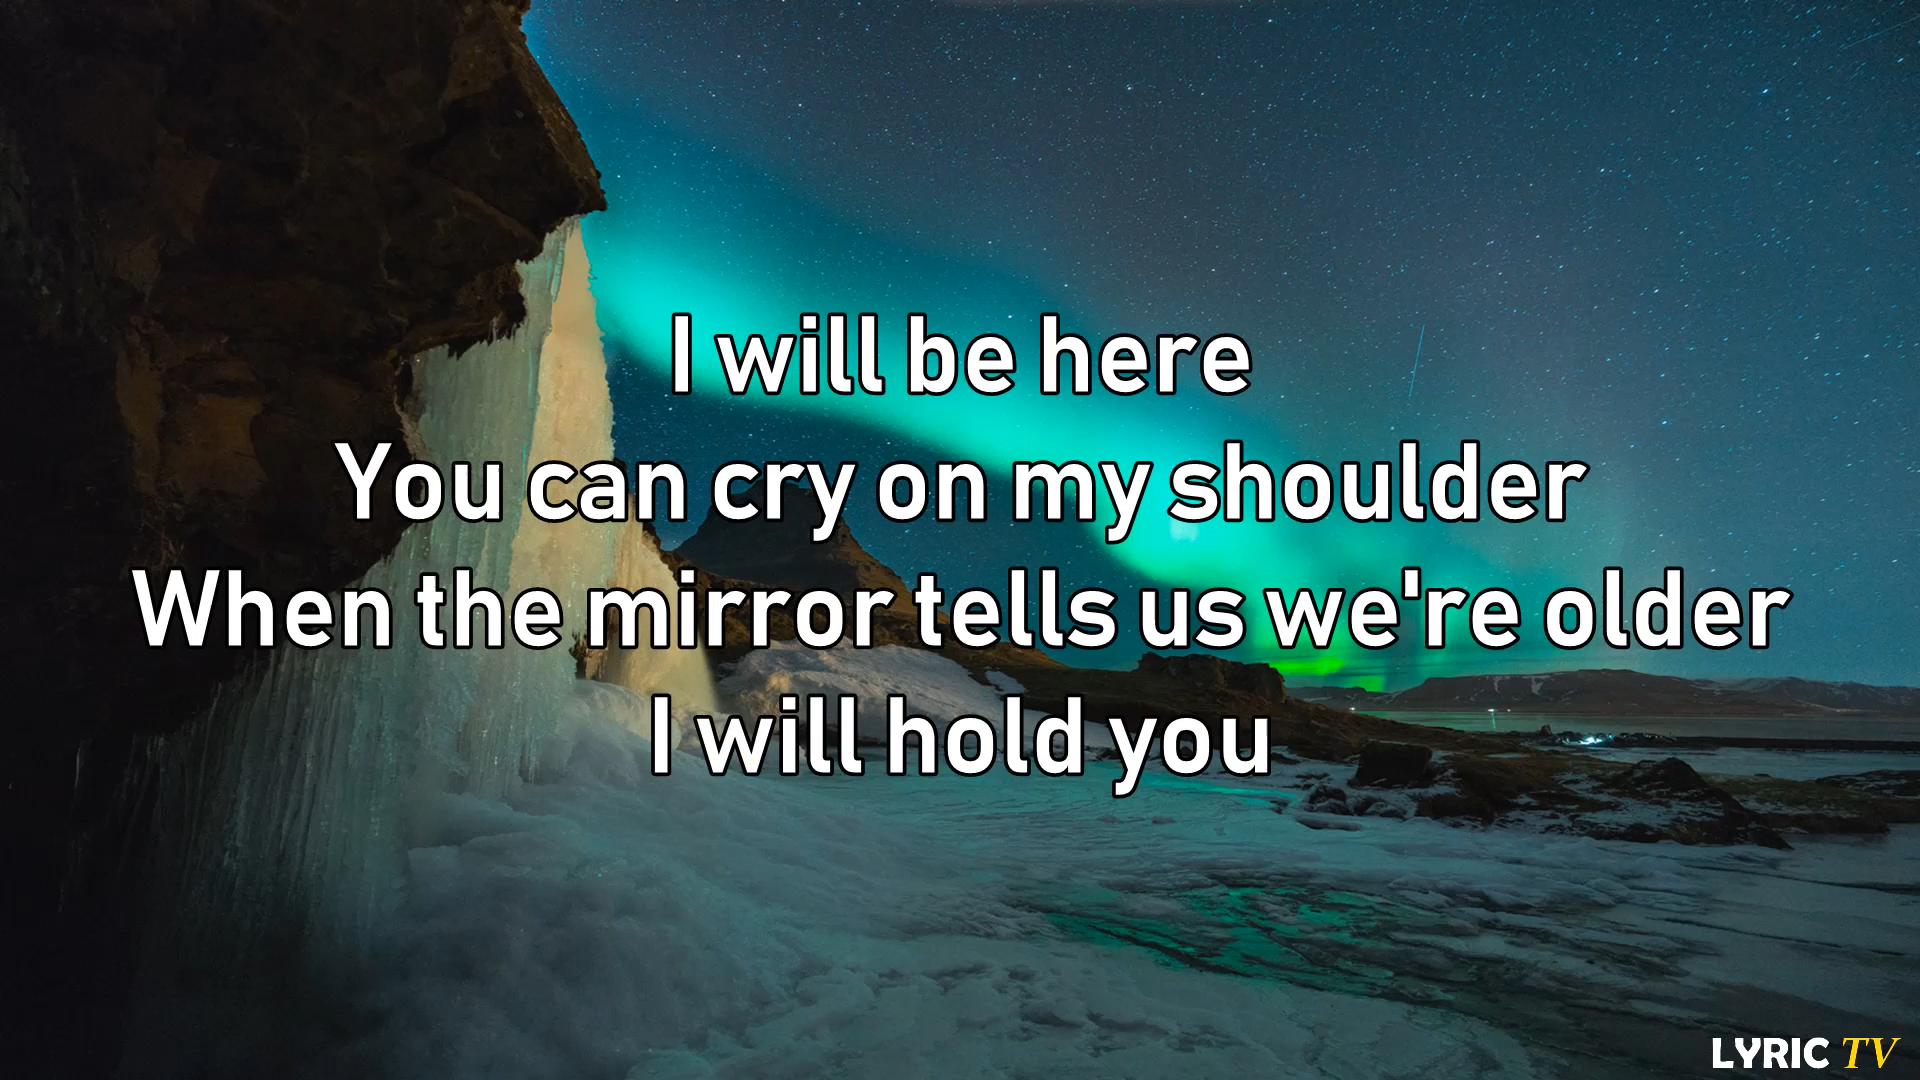 I will be here
You can cry on my shoulder
When the mirror tells us we're older
I will hold you
LYRIC TV